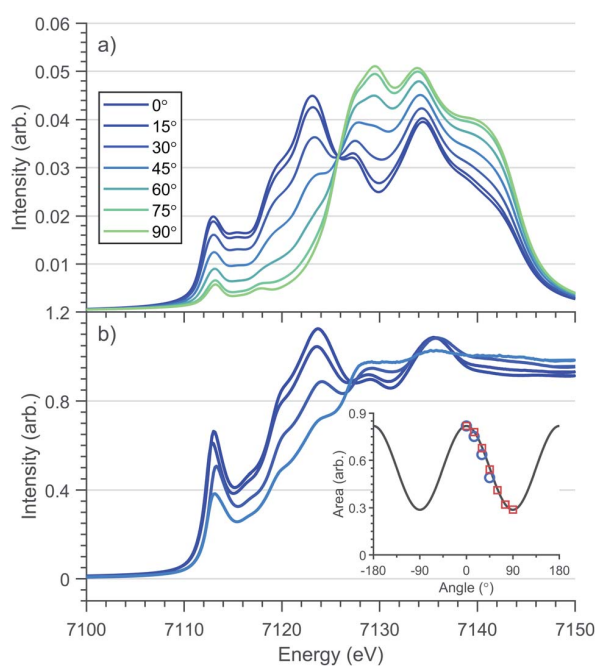 0.06
a)
0.05
0.04
0.03
0.02
0.01
Intensity (arb.)
0°
15°
30°
45°
60°
75°
90°
1.2
b)
0.8
0.4
0
Intensity (arb.)
0.9
0.6
0.3
0
Area (arb.)
-180 -90 0 90 180
Angle (°)
7100 7110 7120 7130 7140 7150
Energy (eV)